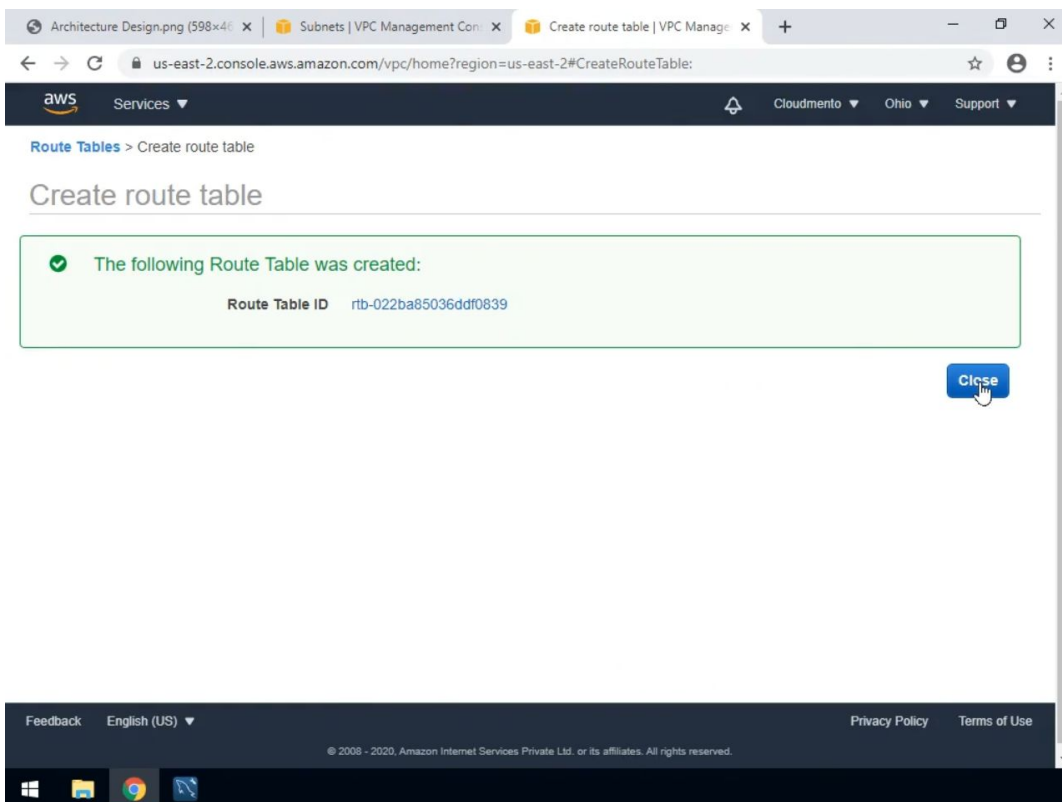 Architecture Design.png (598×46
Subnets | VPC Management Con
Create route table | VPC Manage
us-east-2.console.aws.amazon.com/vpc/home?region=us-east-2#CreateRouteTable:
aws Services Cloudmento Ohio Support
Route Tables > Create route table
Create route table
The following Route Table was created:
Route Table ID rtb-022ba85036ddf0839
Close
Feedback English (US) Privacy Policy Terms of Use
© 2008 - 2020, Amazon Internet Services Private Ltd. or its affiliates. All rights reserved.